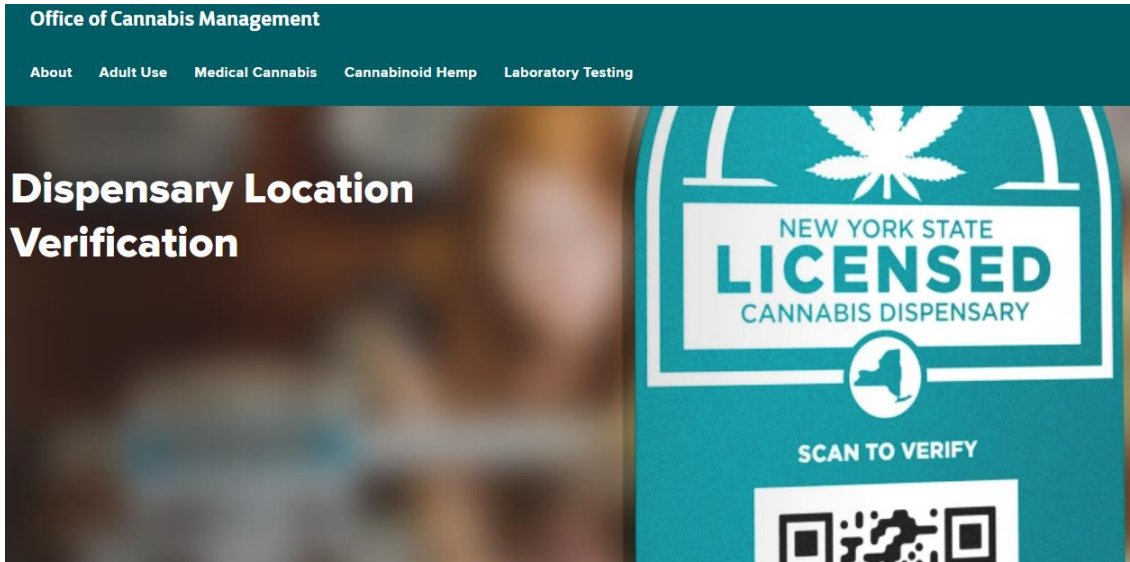 Office of Cannabis Management
About Adult Use Medical Cannabis Cannabinoid Hemp Laboratory Testing
Dispensary Location
Verification
NEW YORK STATE
LICENSED
CANNABIS DISPENSARY
SCAN TO VERIFY